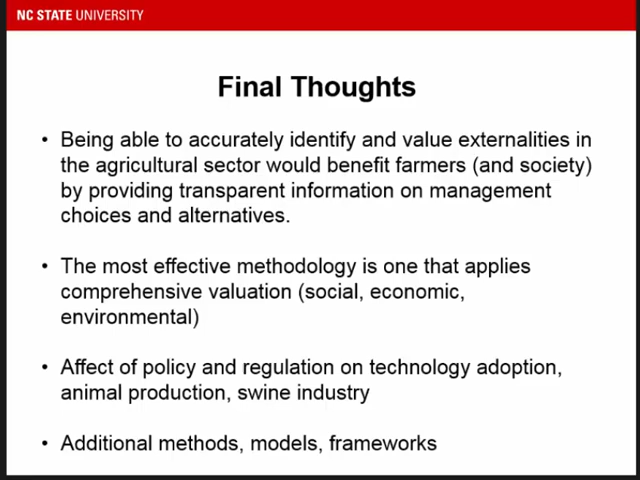 NC STATE UNIVERSITY
Final Thoughts
• Being able to accurately identify and value externalities in
the agricultural sector would benefit farmers (and society)
by providing transparent information on management
choices and alternatives.
• The most effective methodology is one that applies
comprehensive valuation (social, economic,
environmental)
• Affect of policy and regulation on technology adoption,
animal production, swine industry
• Additional methods, models, frameworks